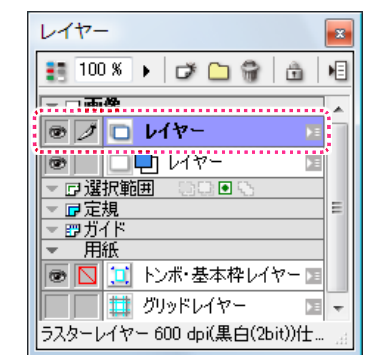 レイヤー
100 %
画像
レイヤー
レイヤー
選択範囲
定規
ガイド
用紙
トンボ・基本枠レイヤー
グリッドレイヤー
ラスターレイヤー 600 dpi(黒白(2bit))仕...